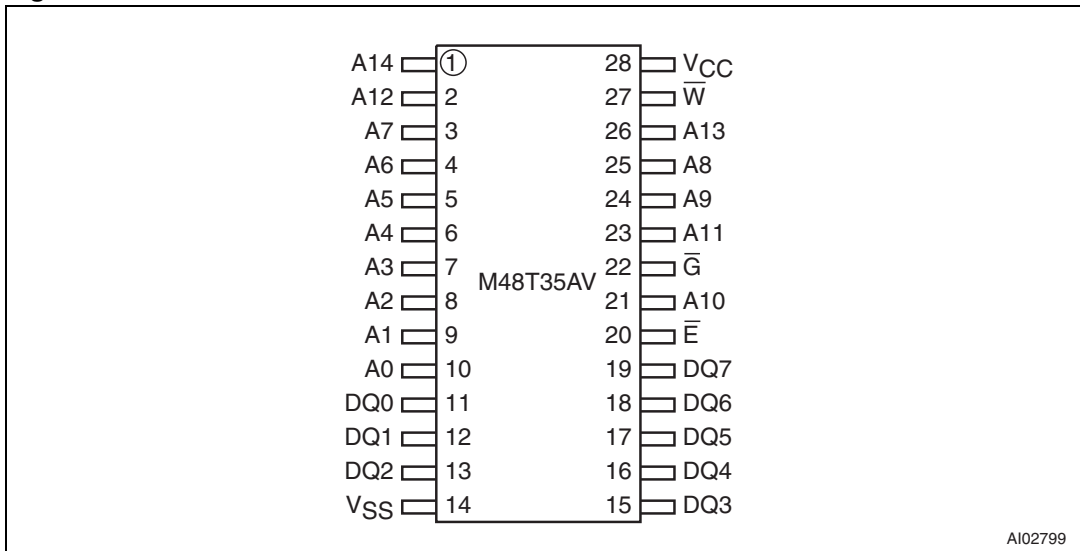 A14 1 28 VCC
A12 2 27 W̅
A7 3 26 A13
A6 4 25 A8
A5 5 24 A9
A4 6 23 A11
A3 7 22 G̅
M48T35AV
A2 8 21 A10
A1 9 20 E̅
A0 10 19 DQ7
DQ0 11 18 DQ6
DQ1 12 17 DQ5
DQ2 13 16 DQ4
VSS 14 15 DQ3
AI02799